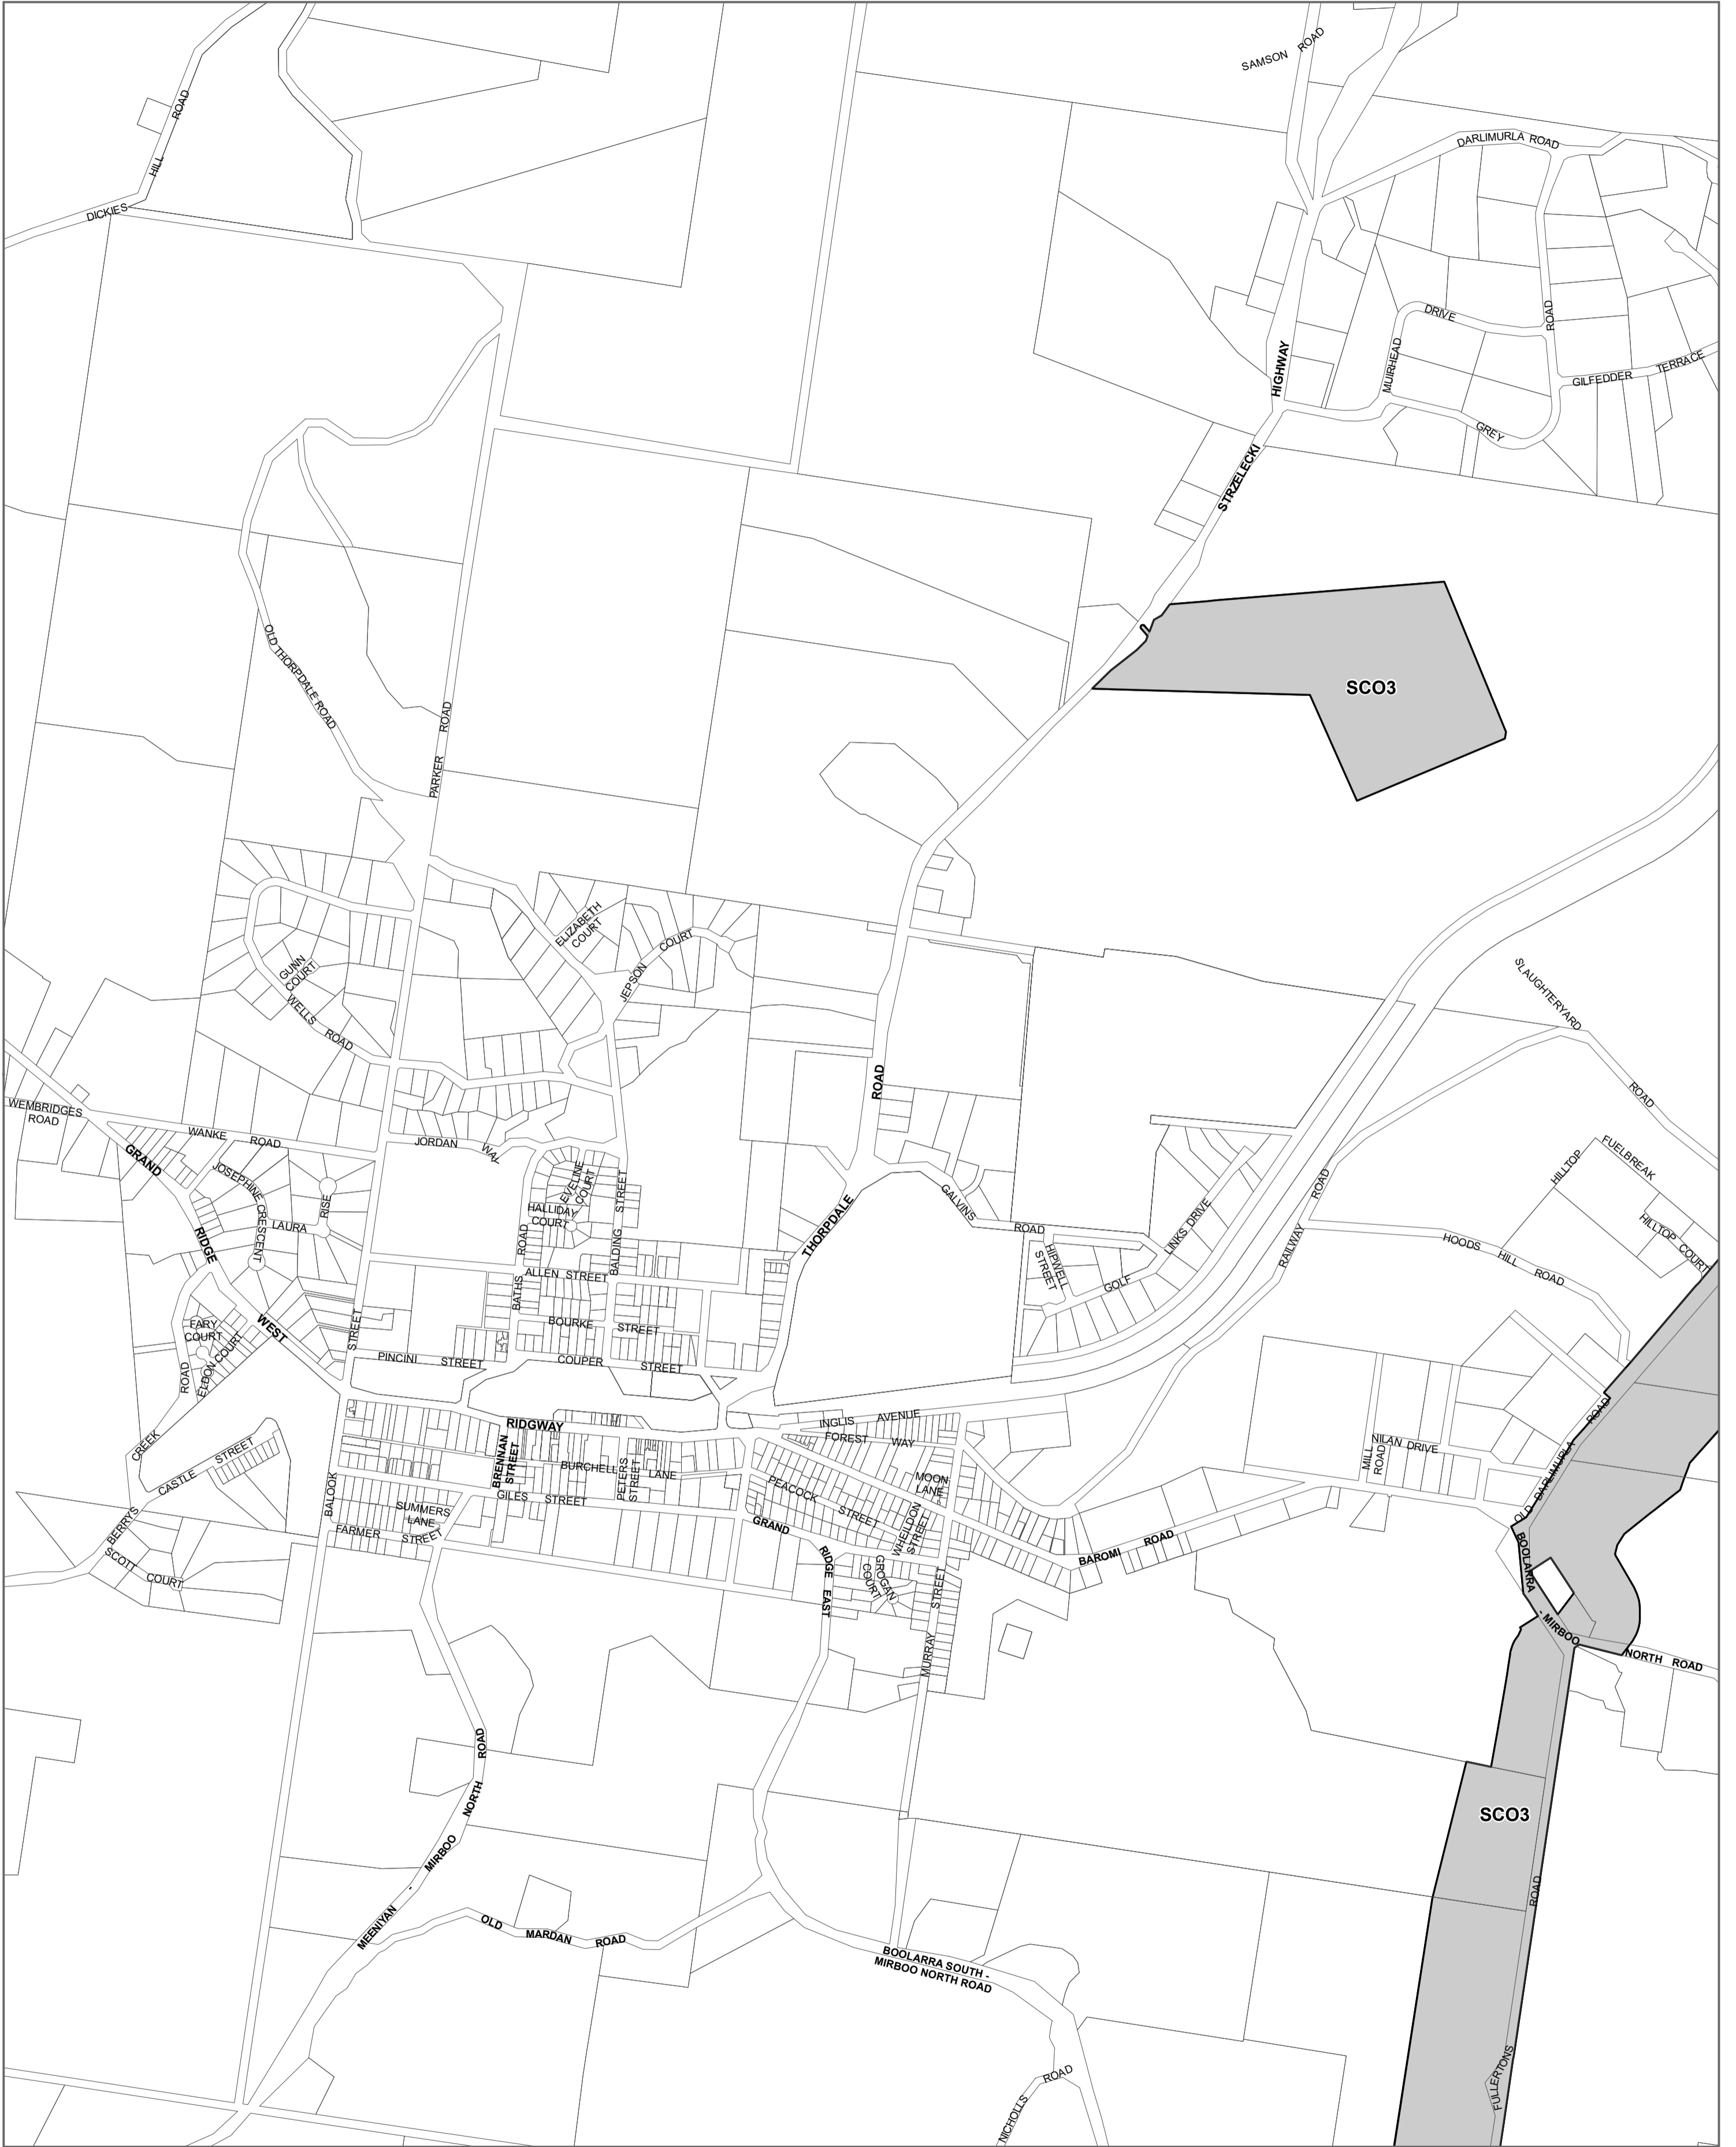 SAMSON ROAD
DICKIES HILL ROAD
DARLIMURLA ROAD
HIGHWAY
STRZELECKI
MUIRHEAD
DRIVE
ROAD
GILFEDDER TERRACE
GREY
SCO3
OLD THORPDALE ROAD
PARKER ROAD
ELIZABETH
COURT
JEPSON COURT
GUNN
COURT
WELLS ROAD
SLAUGHTERYARD
ROAD
WEMBRIDGES
ROAD
WANKE ROAD
GRAND
RIDGE
WEST
JOSEPHINE CRESCENT
LAURA
RISE
JORDAN WAL
EVELINE
COURT
HALLIDAY
COURT
BALDING STREET
BATHS ROAD
ALLEN STREET
BOURKE STREET
COUPER STREET
PINCINI STREET
ROAD
THORPDALE
GALVINS ROAD
HIPWELL
STREET
GOLF
LINKS DRIVE
RAILWAY ROAD
HOODS HILL ROAD
HILLTOP
FUELBREAK
HILLTOP COURT
FARY
COURT
ELDON COURT
BERRYS
CREEK
ROAD
CASTLE STREET
SCOTT COURT
BALOOK
STREET
RIDGWAY
BRENNAN
STREET
BURCHELL LANE
PETERS
STREET
GILES STREET
SUMMERS
LANE
FARMER STREET
INGLIS AVENUE
FOREST WAY
PEACOCK STREET
MOON
LANE
WHEILDON
STREET
GROGAN
COURT
GRAND
RIDGE
EAST
MURRAY
STREET
BAROMI ROAD
MILL
ROAD
NILAN DRIVE
OLD DARLIMURLA ROAD
BOOLARRA
- MIRBOO
NORTH ROAD
SCO3
ROAD
FULLERTONS
MEENIYAN
-
MIRBOO
NORTH
ROAD
OLD MARDAN ROAD
BOOLARRA SOUTH -
MIRBOO NORTH ROAD
NICHOLLS ROAD